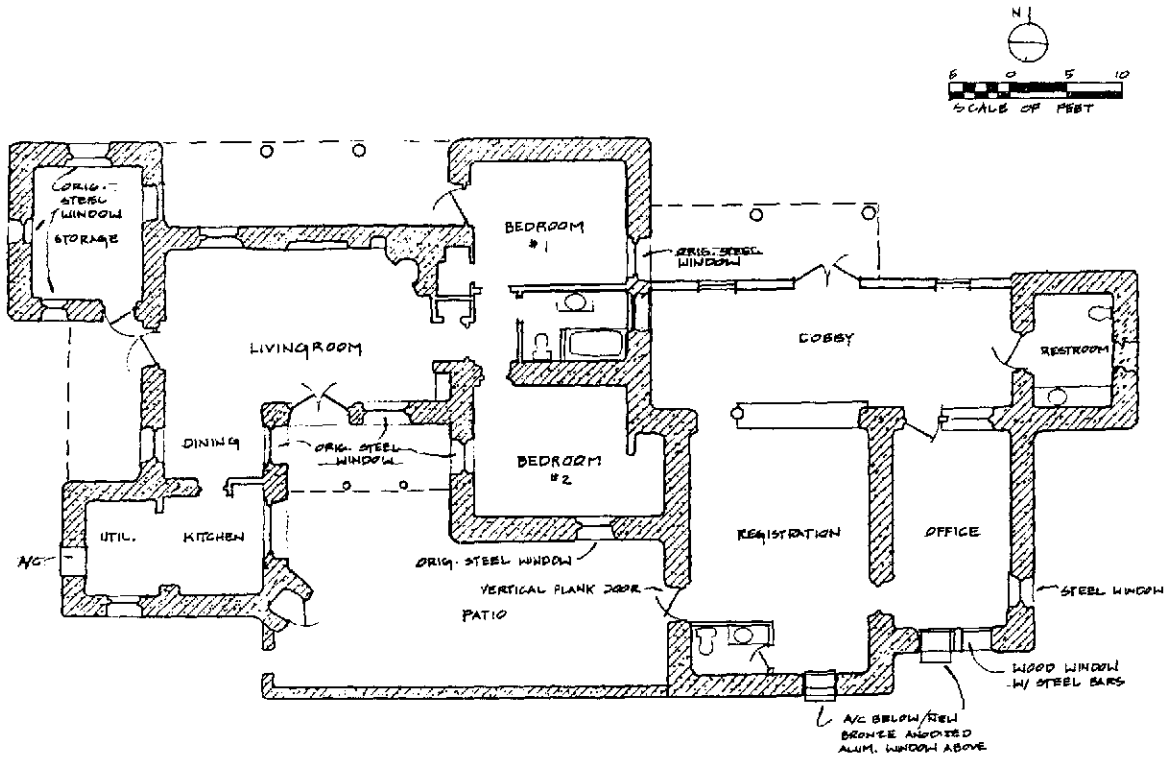 N
5 0 5 10
SCALE OF FEET
ORIG.
STEEL
WINDOW
STORAGE
BEDROOM
#1
ORIG. STEEL
WINDOW
LIVINGROOM
LOBBY
RESTROOM
DINING
ORIG. STEEL
WINDOW
BEDROOM
#2
UTIL.
KITCHEN
REGISTRATION
OFFICE
A/C
ORIG. STEEL WINDOW
VERTICAL PLANK DOOR
PATIO
STEEL WINDOW
WOOD WINDOW
W/ STEEL BARS
A/C BELOW/NEW
BRONZE ANODIZED
ALUM. WINDOW ABOVE